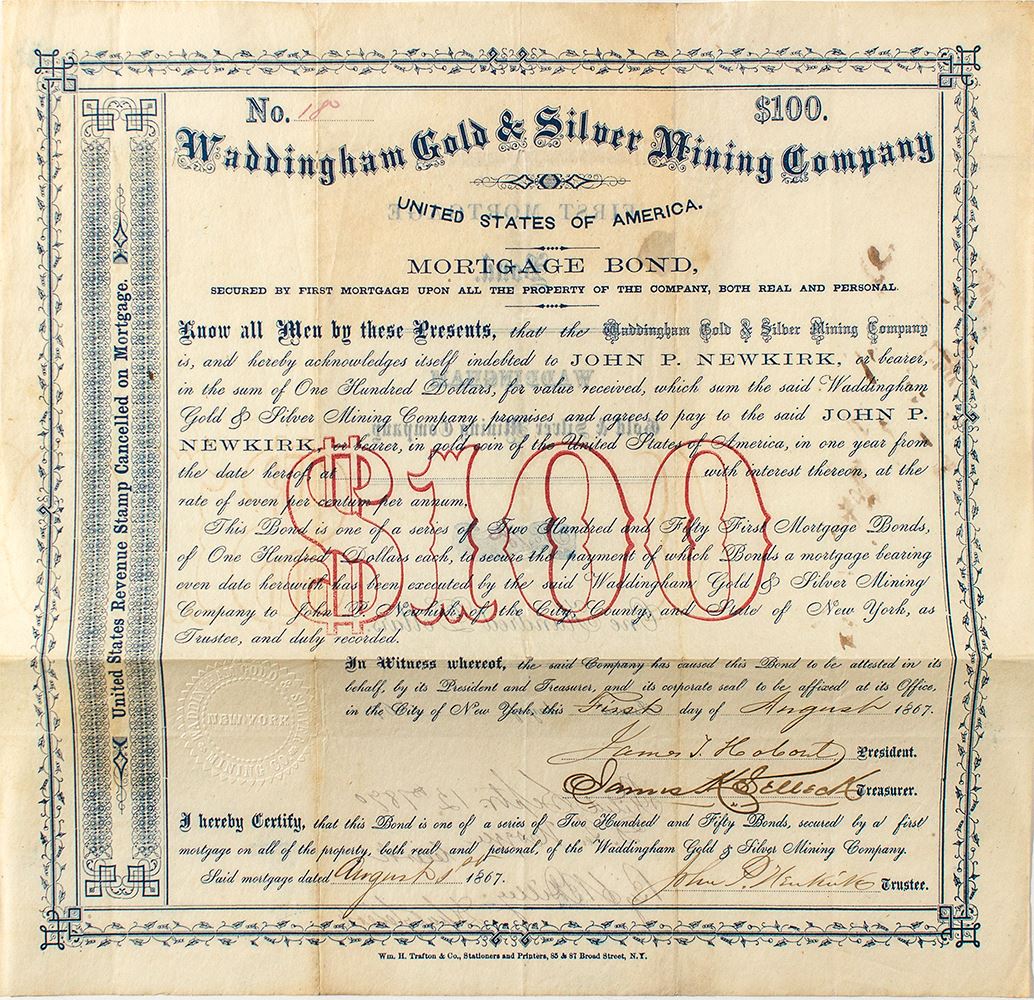 No. 180
$100.
Waddingham Gold & Silver Mining Company
UNITED STATES OF AMERICA.
MORTGAGE BOND,
SECURED BY FIRST MORTGAGE UPON ALL THE PROPERTY OF THE COMPANY, BOTH REAL AND PERSONAL.
Know all Men by these Presents, that the Waddingham Gold & Silver Mining Company
is, and hereby acknowledges itself indebted to JOHN P. NEWKIRK, or bearer,
in the sum of One Hundred Dollars, for value received, which sum the said Waddingham
Gold & Silver Mining Company promises and agrees to pay to the said JOHN P.
NEWKIRK, or bearer, in gold coin of the United States of America, in one year from
the date hereof, at with interest thereon, at the
rate of seven per centum per annum.
$100
This Bond is one of a series of Two Hundred and Fifty First Mortgage Bonds,
of One Hundred Dollars each, to secure the payment of which Bonds a mortgage bearing
even date herewith has been executed by the said Waddingham Gold & Silver Mining
Company to John P. Newkirk, of the City, County and State of New York, as
Trustee, and duly recorded.
In Witness whereof, the said Company has caused this Bond to be attested in its
behalf, by its President and Treasurer, and its corporate seal to be affixed at its Office,
in the City of New York, this First day of August 1867.
James T. Hobart President.
James K Selleck Treasurer.
I hereby Certify, that this Bond is one of a series of Two Hundred and Fifty Bonds, secured by a first
mortgage on all of the property, both real and personal, of the Waddingham Gold & Silver Mining Company.
Said mortgage dated August 1st 1867.
John P. Newkirk Trustee.
United States Revenue Stamp Cancelled on Mortgage.
NEW YORK
MINING CO.
Wm. H. Trafton & Co., Stationers and Printers, 85 & 87 Broad Street, N.Y.